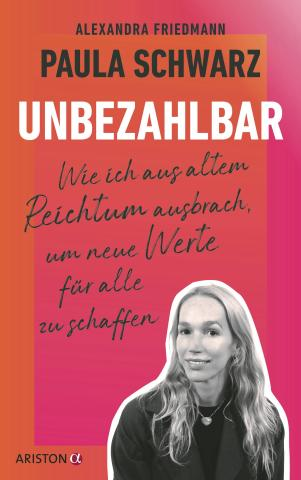 ALEXANDRA FRIEDMANN
PAULA SCHWARZ
UNBEZAHLBAR
Wie ich aus altem
Reichtum ausbrach,
um neue Werte
für alle
zu schaffen
ARISTON α